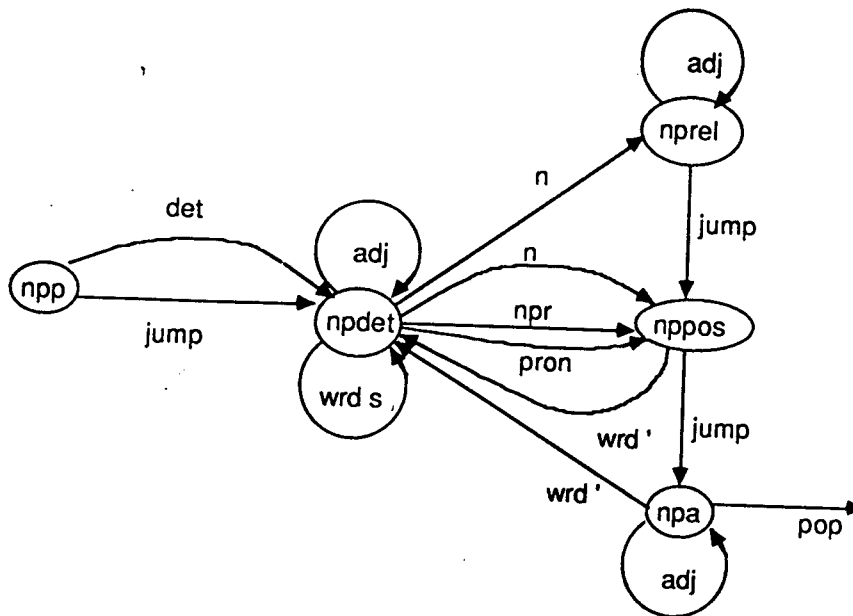 adj
nprel
n
det
jump
adj
n
npp
npdet
npr
nppos
jump
pron
wrd s
wrd '
jump
wrd '
npa
pop
adj